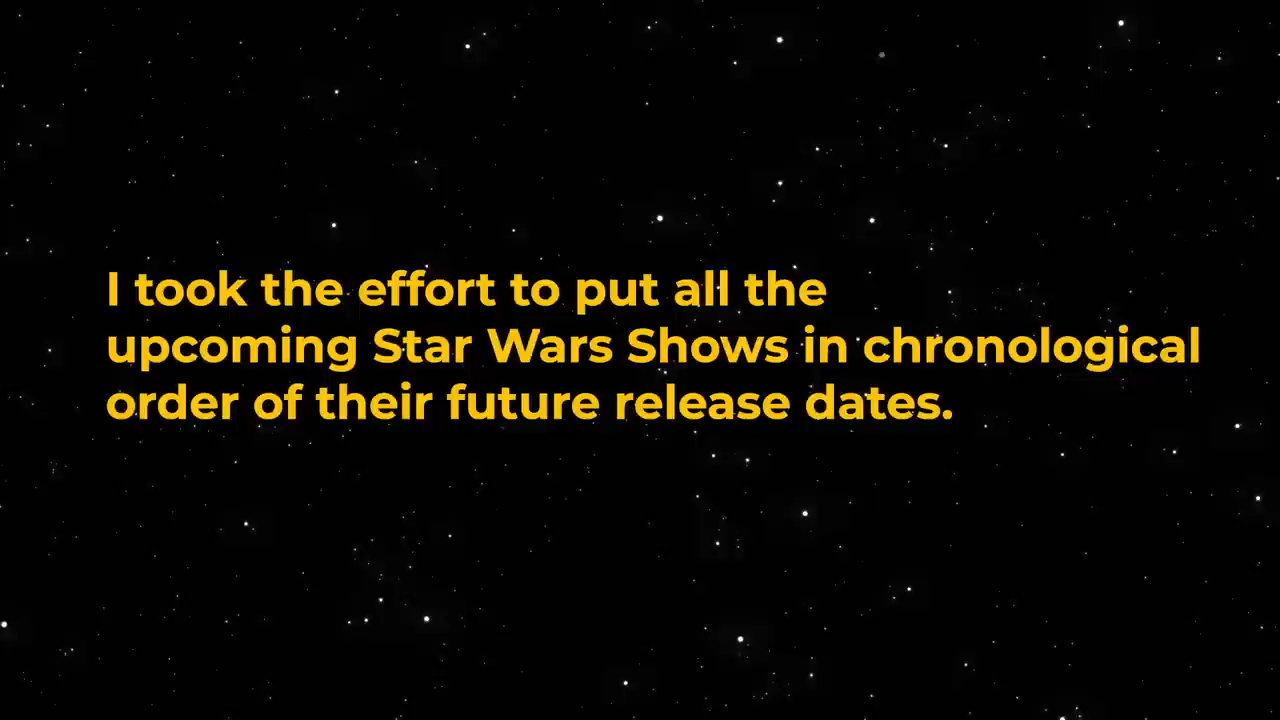 I took the effort to put all the
upcoming Star Wars Shows in chronological
order of their future release dates.